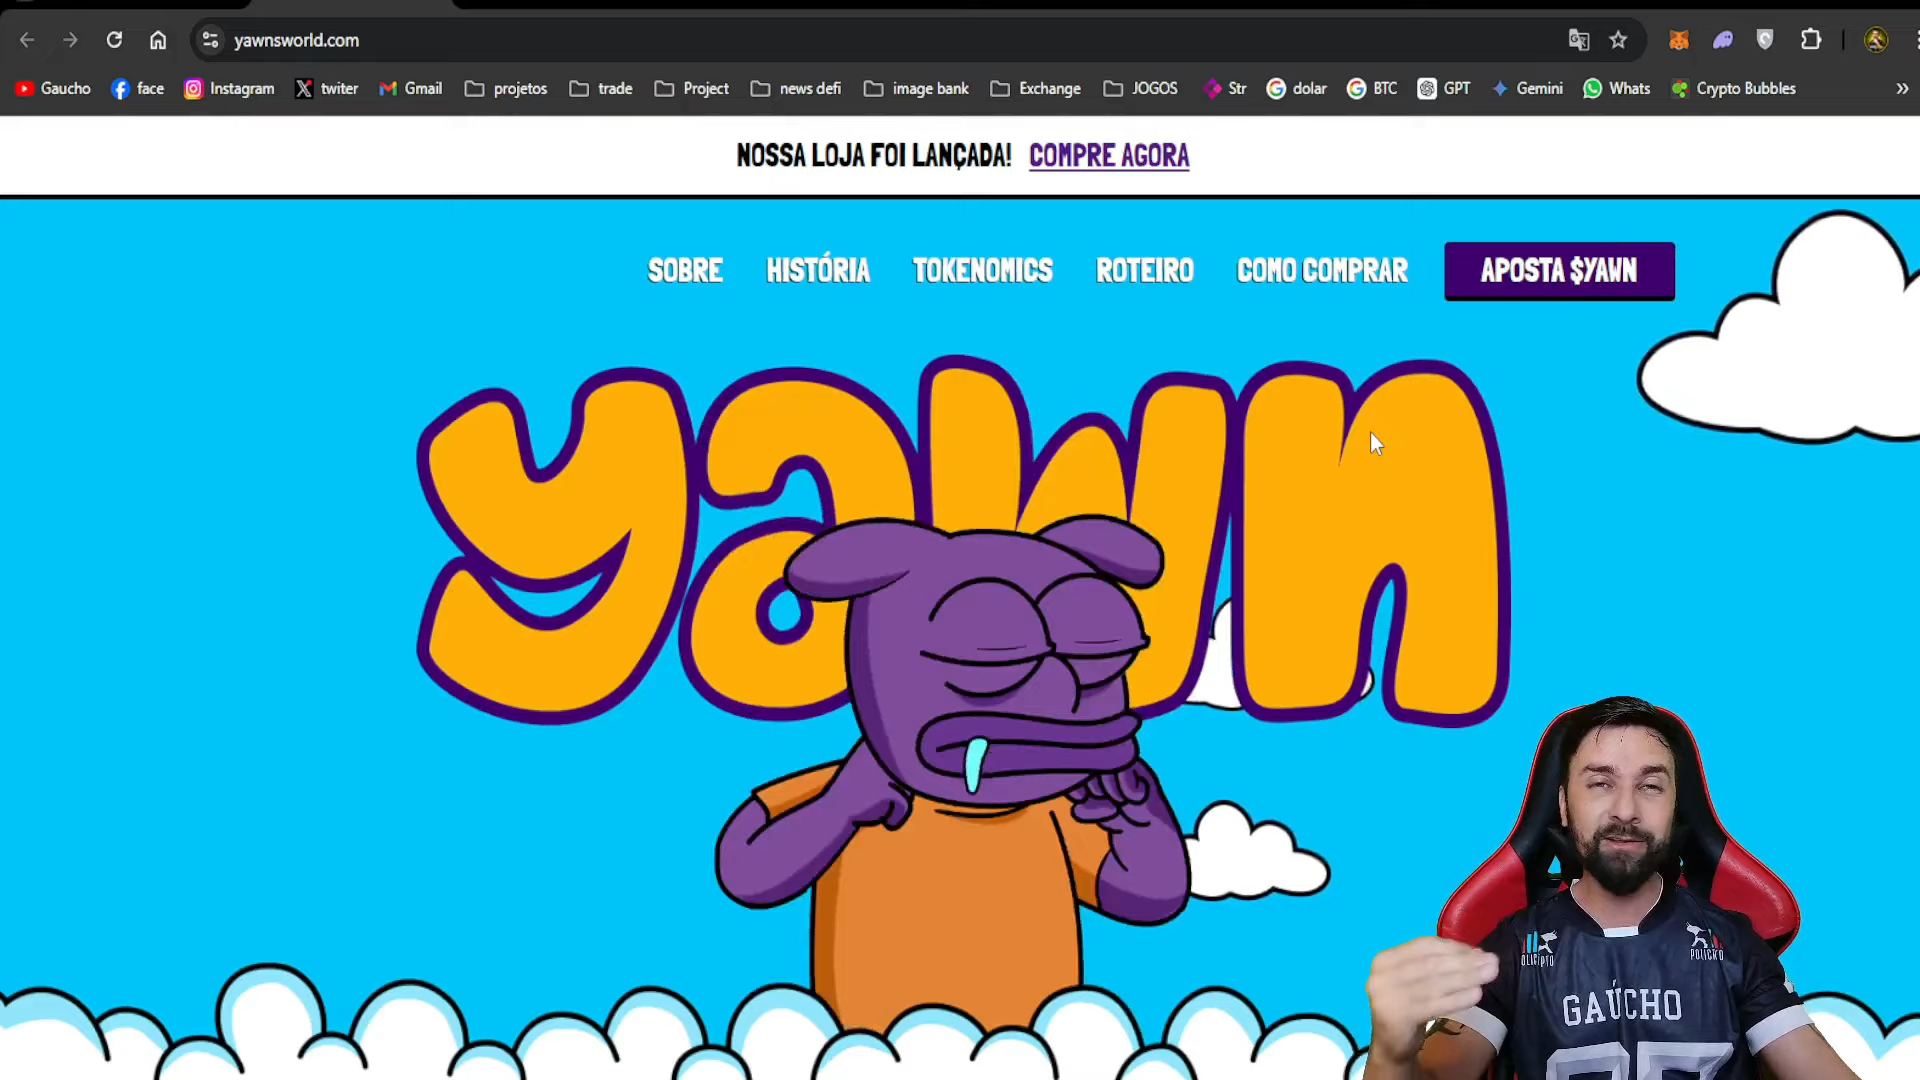 yawnsworld.com
Gaucho face Instagram twiter Gmail projetos trade Project news defi image bank Exchange JOGOS Str dolar BTC GPT Gemini Whats Crypto Bubbles
NOSSA LOJA FOI LANÇADA! COMPRE AGORA
SOBRE HISTÓRIA TOKENOMICS ROTEIRO COMO COMPRAR APOSTA $YAWN
yawn
GAÚCHO